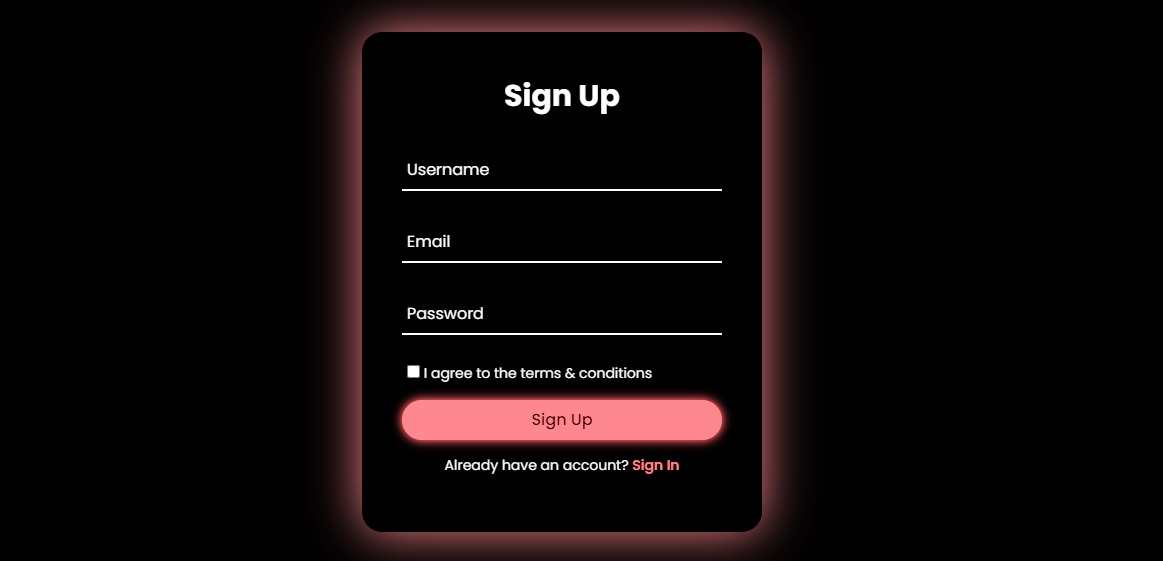 Sign Up
Username
Email
Password
I agree to the terms & conditions
Sign Up
Already have an account? Sign In